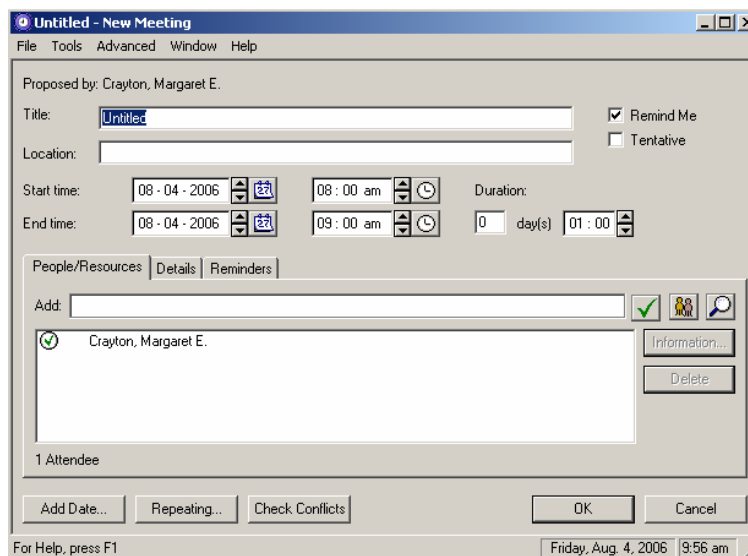 Untitled - New Meeting
File Tools Advanced Window Help
Proposed by: Crayton, Margaret E.
Title: Untitled Remind Me
Tentative
Location:
Start time: 08 - 04 - 2006 27 08 : 00 am Duration:
End time: 08 - 04 - 2006 27 09 : 00 am 0 day(s) 01 : 00
People/Resources Details Reminders
Add:
Crayton, Margaret E. Information...
Delete
1 Attendee
Add Date... Repeating... Check Conflicts OK Cancel
For Help, press F1 Friday, Aug. 4, 2006 9:56 am